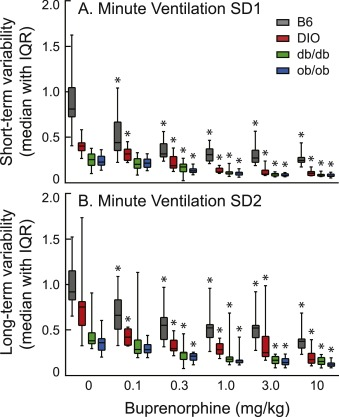 A. Minute Ventilation SD1
Short-term variability
(median with IQR)
2.0
1.5
1.0
0.5
0
B6
DIO
db/db
ob/ob
* * * * * * * * * * * * * * * * *
B. Minute Ventilation SD2
Long-term variability
(median with IQR)
2.0
1.5
1.0
0.5
0
* * * * * * * * * * * * * * * * * *
0 0.1 0.3 1.0 3.0 10
Buprenorphine (mg/kg)